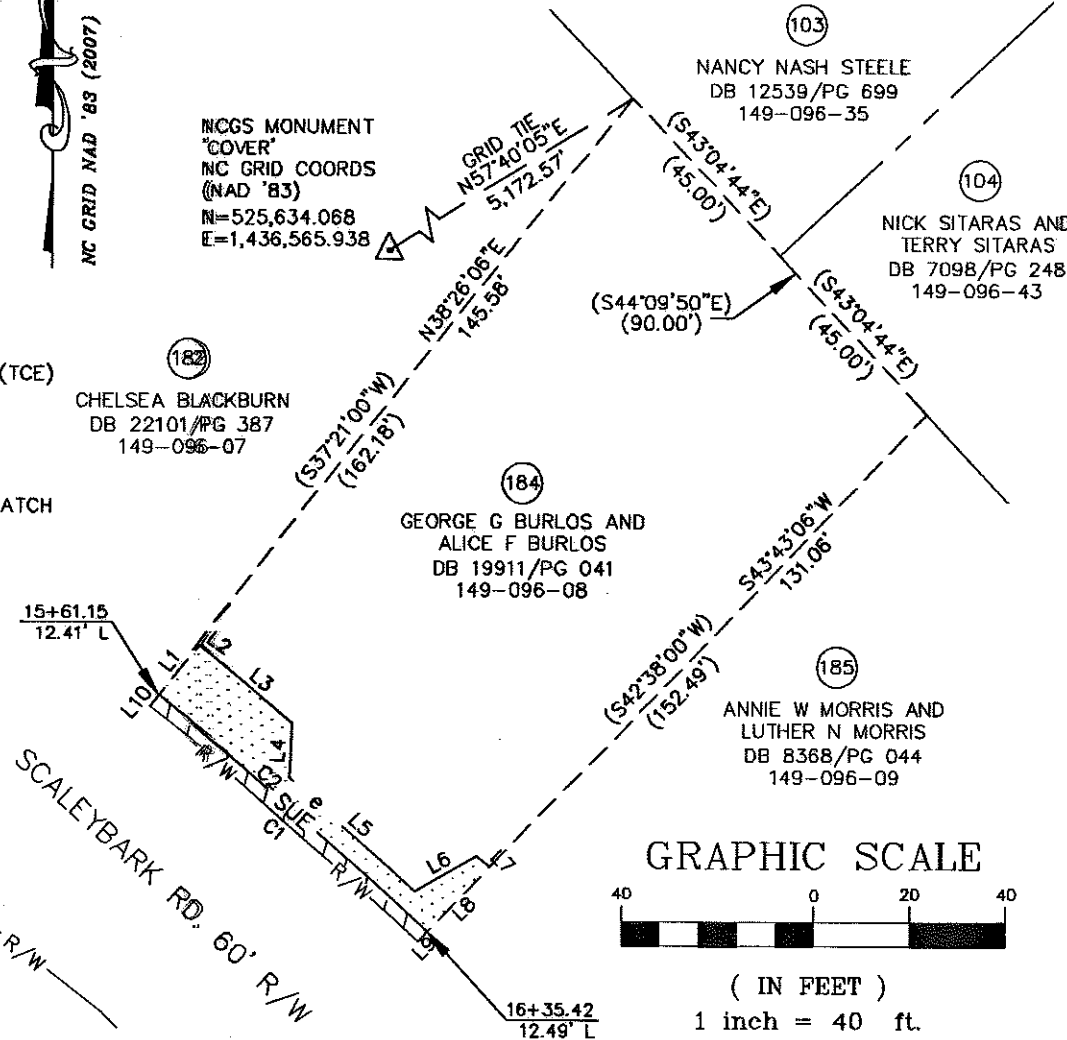 NC GRID NAD '83 (2007)
NCGS MONUMENT
"COVER"
NC GRID COORDS
(NAD '83)
N=525,634.068
E=1,436,565.938
GRID TIE
N57°40'05"E
5,172.57'
103
NANCY NASH STEELE
DB 12539/PG 699
149-096-35
(S43°04'44"E)
(45.00')
104
NICK SITARAS AND
TERRY SITARAS
DB 7098/PG 248
149-096-43
(S44°09'50"E)
(90.00')
(S43°04'44"E)
(45.00')
N38°26'06"E
145.58'
(S37°21'00"W)
(162.18')
(TCE)
182
CHELSEA BLACKBURN
DB 22101/PG 387
149-096-07
ATCH
184
GEORGE G BURLOS AND
ALICE F BURLOS
DB 19911/PG 041
149-096-08
S43°43'06"W
131.06'
(S42°38'00"W)
(152.49')
185
ANNIE W MORRIS AND
LUTHER N MORRIS
DB 8368/PG 044
149-096-09
15+61.15
12.41' L
L1
L2
L3
L4
L10
R/W
C2
SUE
e
C1
R/W
L5
L6
L7
L8
L9
SCALEYBARK RD. 60' R/W
R/W
16+35.42
12.49' L
GRAPHIC SCALE
40 0 20 40
( IN FEET )
1 inch = 40 ft.